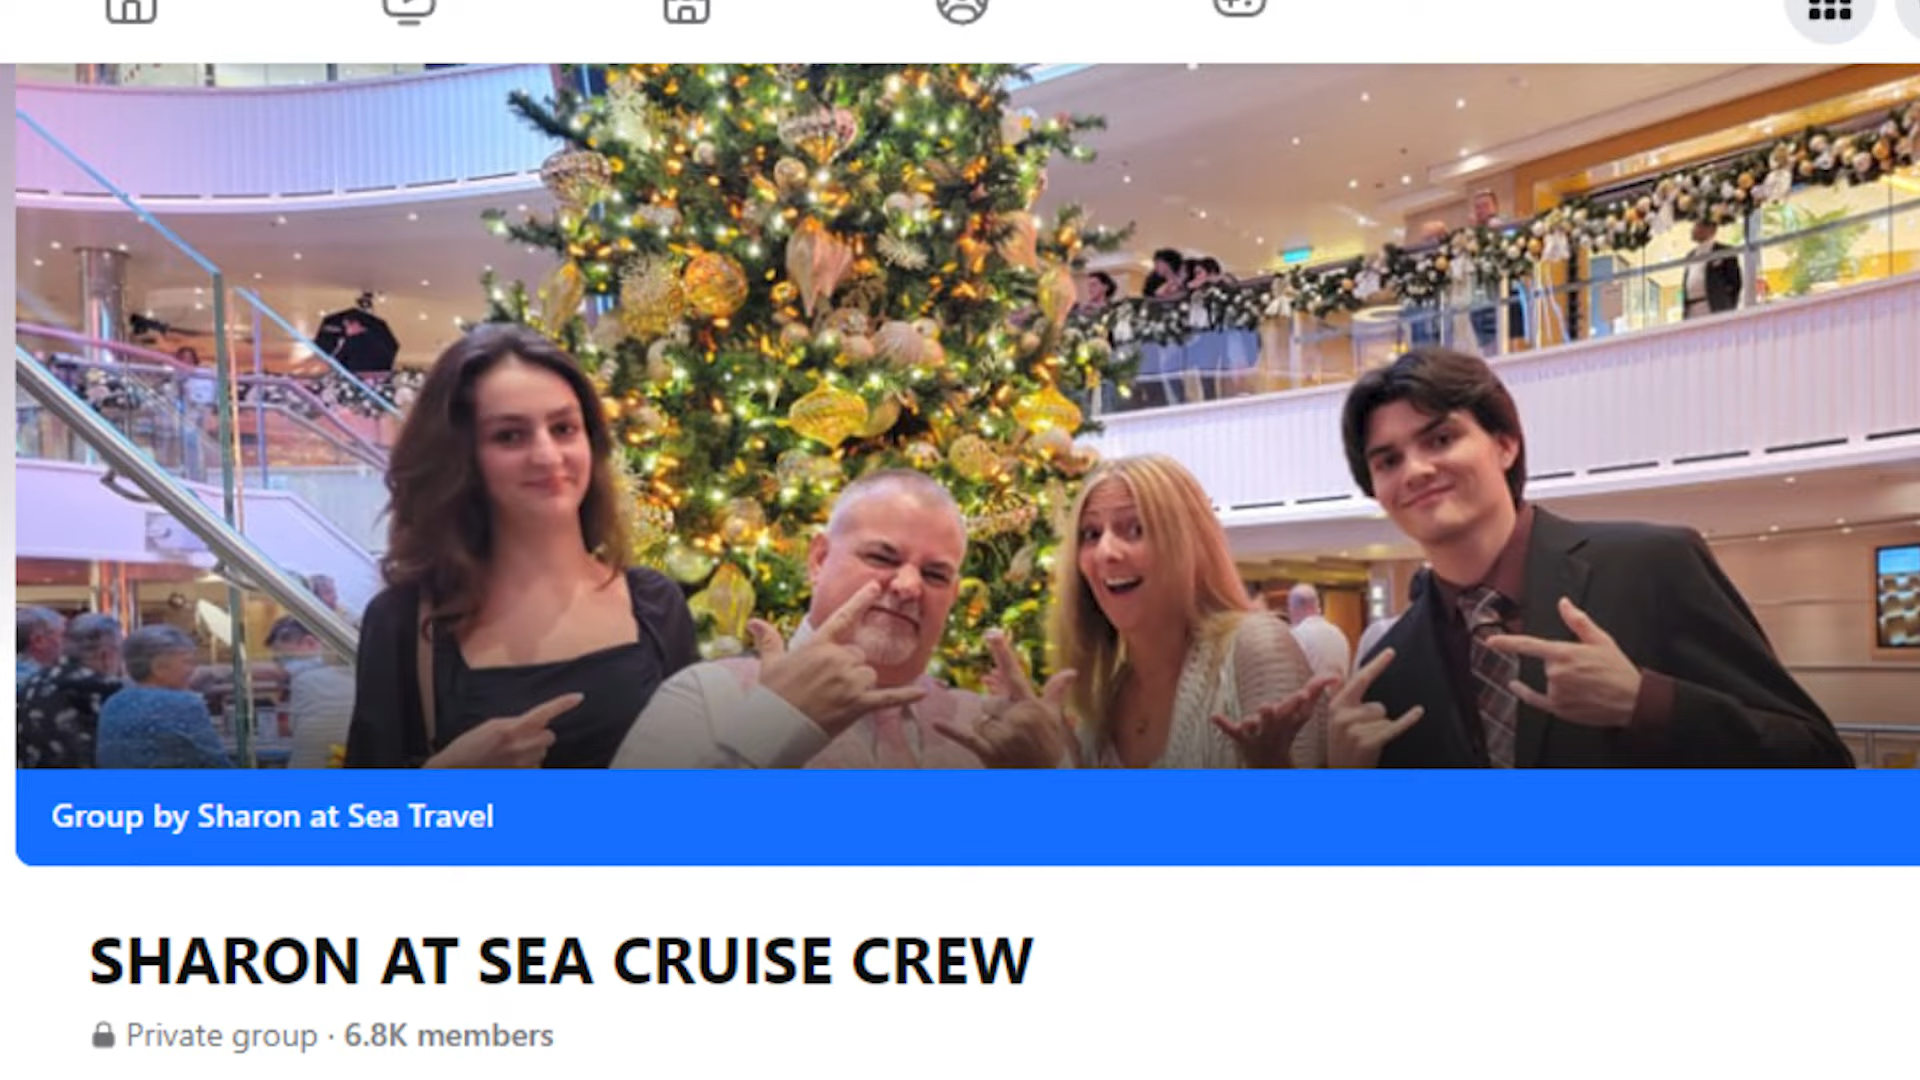 Group by Sharon at Sea Travel
SHARON AT SEA CRUISE CREW
Private group · 6.8K members